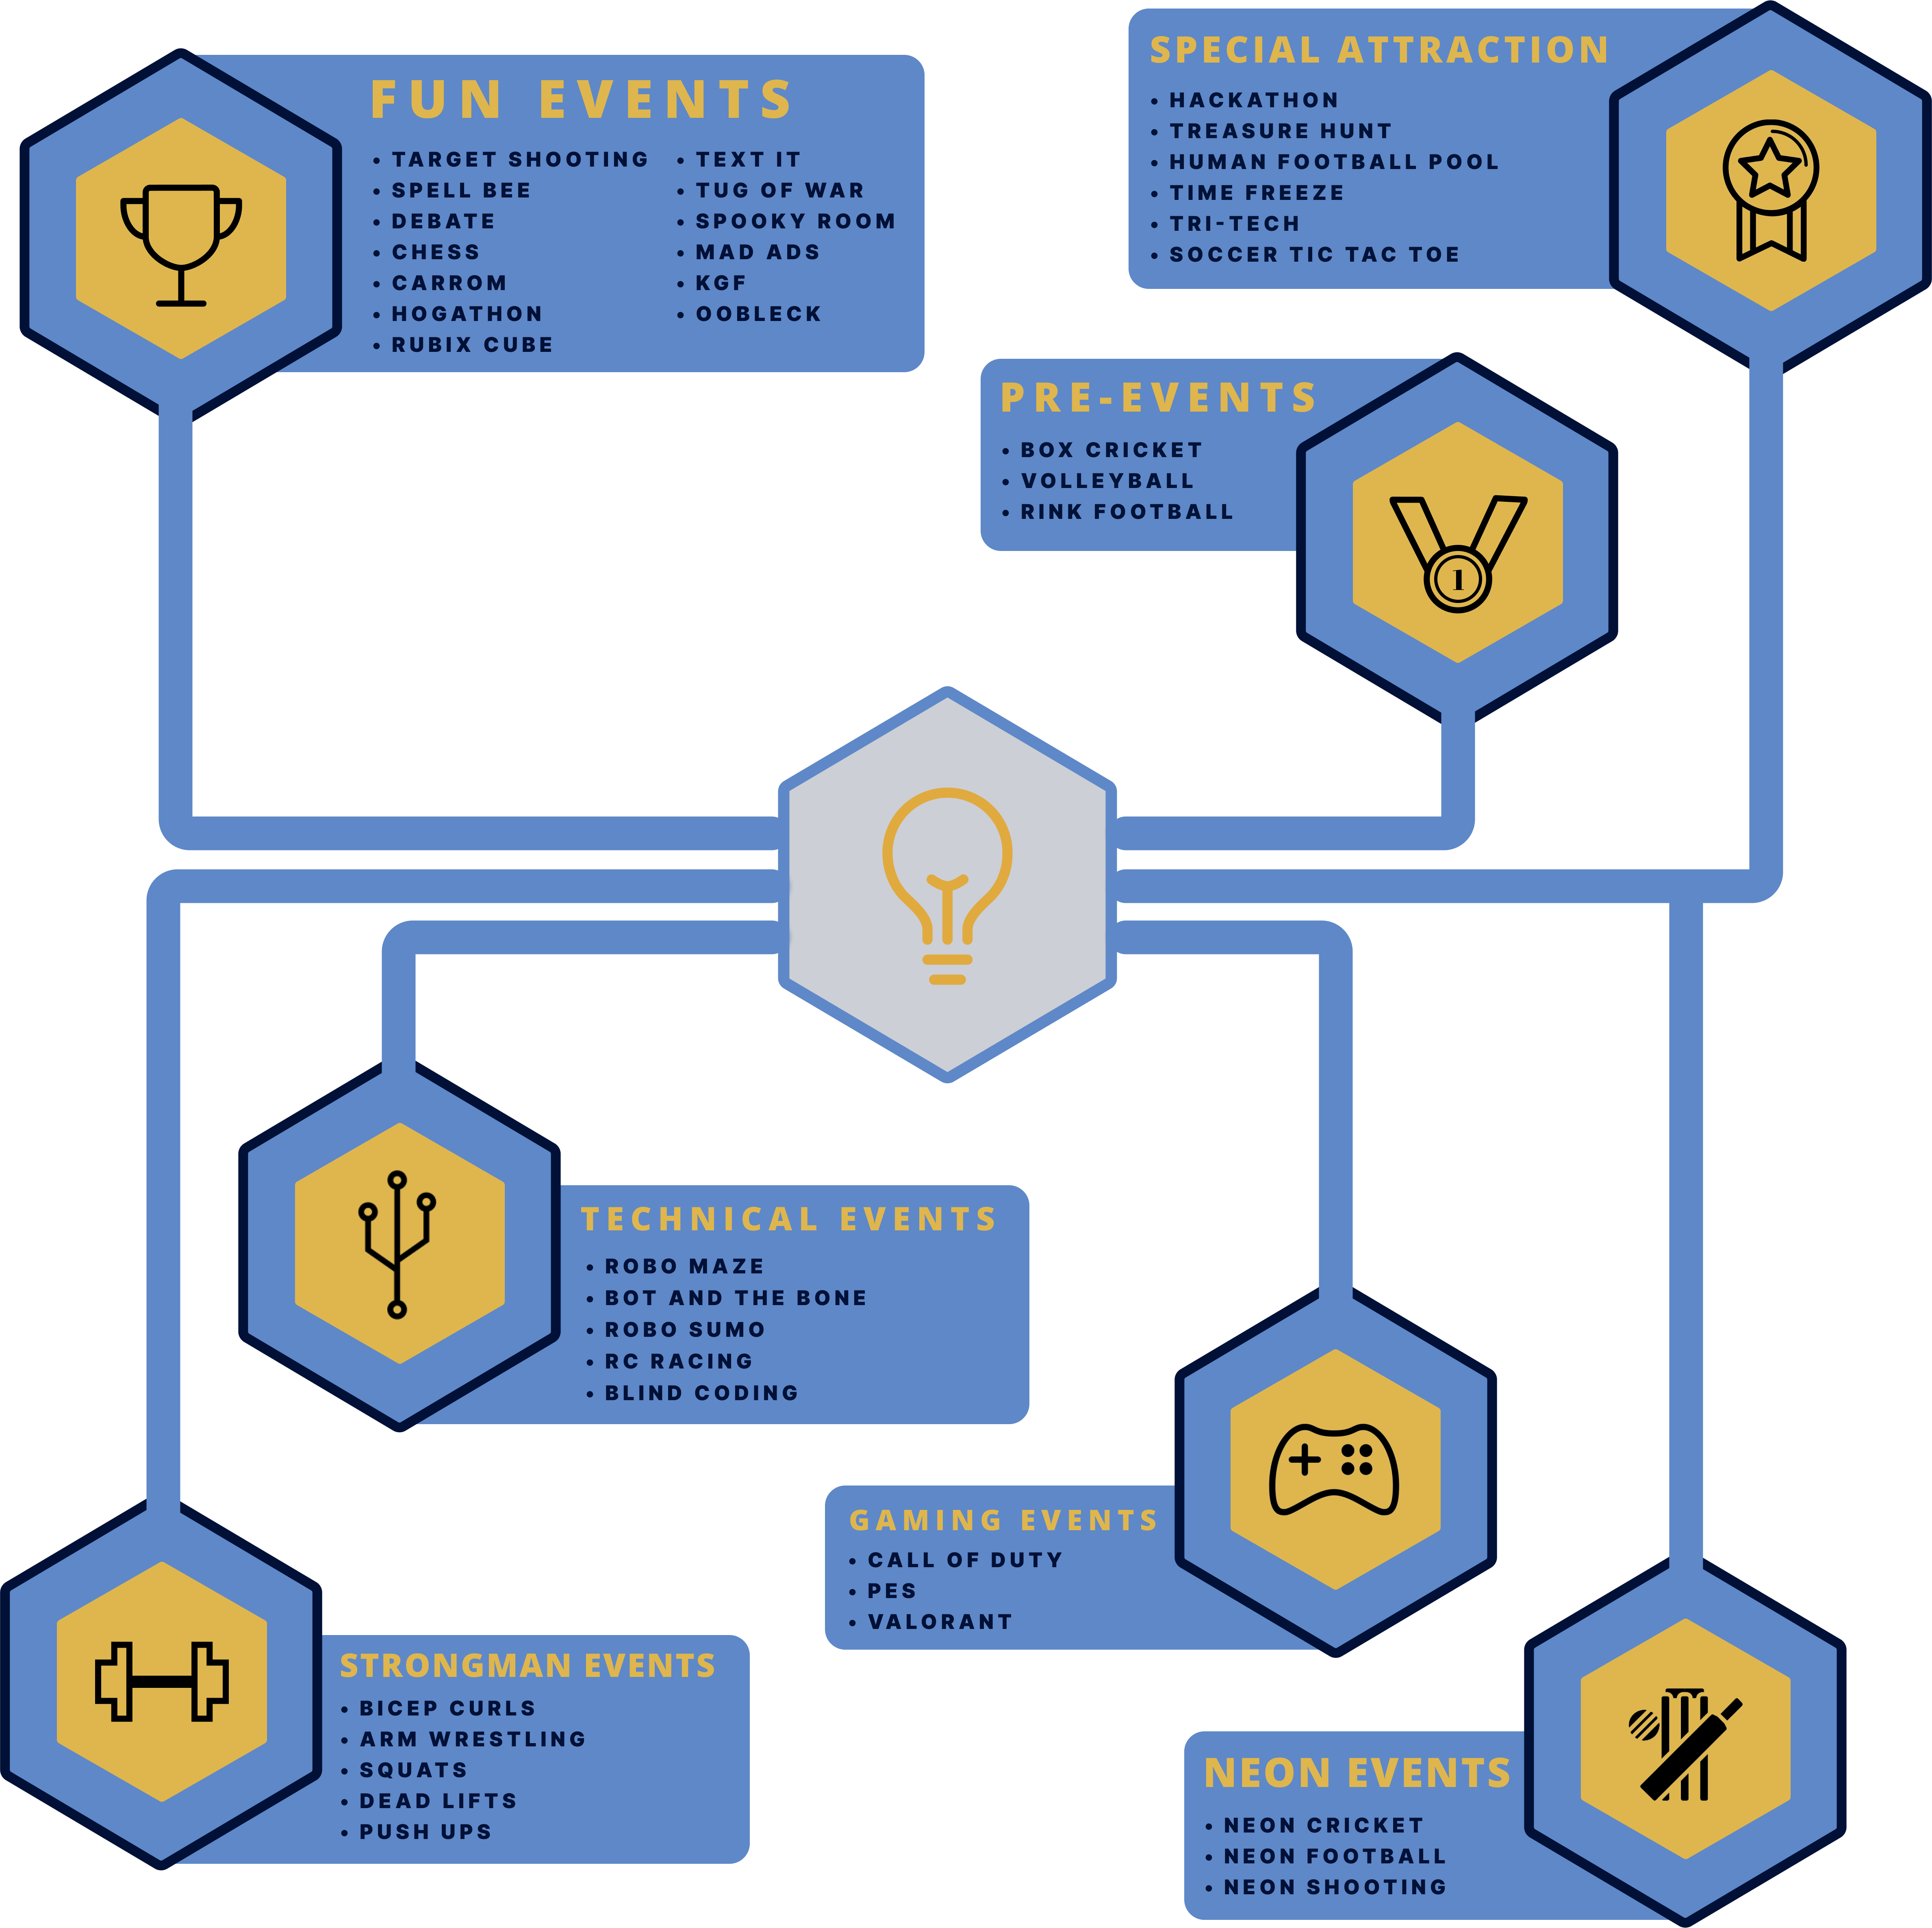 FUN EVENTS
• TARGET SHOOTING
• SPELL BEE
• DEBATE
• CHESS
• CARROM
• HOGATHON
• RUBIX CUBE
• TEXT IT
• TUG OF WAR
• SPOOKY ROOM
• MAD ADS
• KGF
• OOBLECK
SPECIAL ATTRACTION
• HACKATHON
• TREASURE HUNT
• HUMAN FOOTBALL POOL
• TIME FREEZE
• TRI-TECH
• SOCCER TIC TAC TOE
PRE-EVENTS
• BOX CRICKET
• VOLLEYBALL
• RINK FOOTBALL
1
TECHNICAL EVENTS
• ROBO MAZE
• BOT AND THE BONE
• ROBO SUMO
• RC RACING
• BLIND CODING
GAMING EVENTS
• CALL OF DUTY
• PES
• VALORANT
STRONGMAN EVENTS
• BICEP CURLS
• ARM WRESTLING
• SQUATS
• DEAD LIFTS
• PUSH UPS
NEON EVENTS
• NEON CRICKET
• NEON FOOTBALL
• NEON SHOOTING